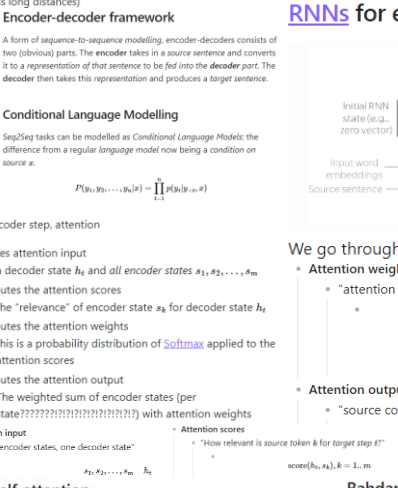 s long distances)
Encoder-decoder framework
A form of sequence-to-sequence modelling, encoder-decoders consists of
two (obvious) parts. The encoder takes in a source sentence and converts
it to a representation of that sentence to be fed into the decoder part. The
decoder then takes this representation and produces a target sentence.
Conditional Language Modelling
Seq2Seq tasks can be modelled as Conditional Language Models: the
difference from a regular language model now being a condition on
source x.
P(y₁, y₂, . . . , yₙ|x) = ∏ⁿₜ₌₁ p(yₜ|y<ₜ, x)
coder step, attention
es attention input
decoder state hₜ and all encoder states s₁, s₂, . . . , sₘ
utes the attention scores
he "relevance" of encoder state sₖ for decoder state hₜ
utes the attention weights
his is a probability distribution of Softmax applied to the
ttention scores
utes the attention output
The weighted sum of encoder states (per
state???????!?!?!?!?!?!?!?!?!?) with attention weights
n input
encoder states, one decoder state"
s₁, s₂, . . . , sₘ hₜ
Attention scores
"How relevant is source token k for target step t?"
score(hₜ, sₖ), k = 1..m
RNNs for e
Initial RNN
state (e.g.,
zero vector)
Input word
embeddings
Source sentence
We go through
Attention weigh
"attention
Attention outpu
"source co